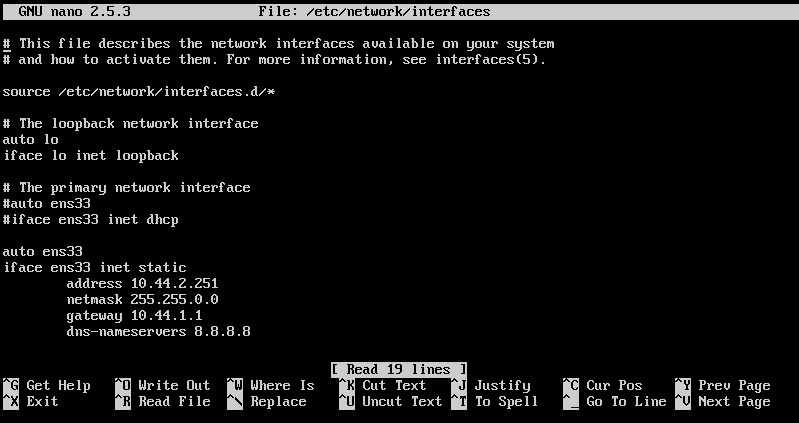 GNU nano 2.5.3 File: /etc/network/interfaces
# This file describes the network interfaces available on your system
# and how to activate them. For more information, see interfaces(5).
source /etc/network/interfaces.d/*
# The loopback network interface
auto lo
iface lo inet loopback
# The primary network interface
#auto ens33
#iface ens33 inet dhcp
auto ens33
iface ens33 inet static
address 10.44.2.251
netmask 255.255.0.0
gateway 10.44.1.1
dns-nameservers 8.8.8.8
[ Read 19 lines ]
^G Get Help ^O Write Out ^W Where Is ^K Cut Text ^J Justify ^C Cur Pos ^Y Prev Page
^X Exit ^R Read File ^\ Replace ^U Uncut Text ^T To Spell ^_ Go To Line ^V Next Page